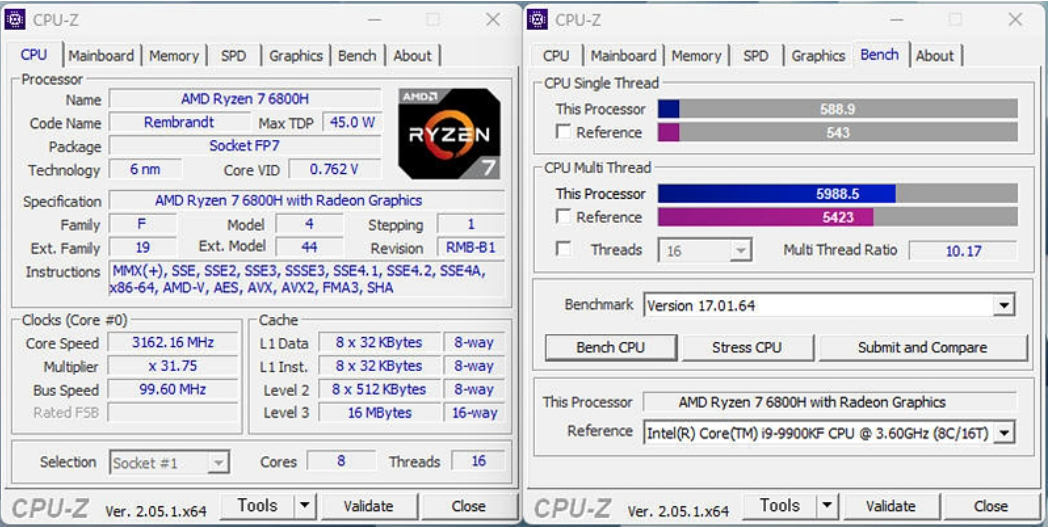 CPU-Z
CPU Mainboard Memory SPD Graphics Bench About
Processor
Name AMD Ryzen 7 6800H
Code Name Rembrandt Max TDP 45.0 W
Package Socket FP7
Technology 6 nm Core VID 0.762 V
AMD
RYZEN
7
Specification AMD Ryzen 7 6800H with Radeon Graphics
Family F Model 4 Stepping 1
Ext. Family 19 Ext. Model 44 Revision RMB-B1
Instructions MMX(+), SSE, SSE2, SSE3, SSSE3, SSE4.1, SSE4.2, SSE4A,
x86-64, AMD-V, AES, AVX, AVX2, FMA3, SHA
Clocks (Core #0)
Core Speed 3162.16 MHz
Multiplier x 31.75
Bus Speed 99.60 MHz
Rated FSB
Cache
L1 Data 8 x 32 KBytes 8-way
L1 Inst. 8 x 32 KBytes 8-way
Level 2 8 x 512 KBytes 8-way
Level 3 16 MBytes 16-way
Selection Socket #1 Cores 8 Threads 16
CPU-Z Ver. 2.05.1.x64 Tools Validate Close
CPU-Z
CPU Mainboard Memory SPD Graphics Bench About
CPU Single Thread
This Processor 588.9
Reference 543
CPU Multi Thread
This Processor 5988.5
Reference 5423
Threads 16 Multi Thread Ratio 10.17
Benchmark Version 17.01.64
Bench CPU Stress CPU Submit and Compare
This Processor AMD Ryzen 7 6800H with Radeon Graphics
Reference Intel(R) Core(TM) i9-9900KF CPU @ 3.60GHz (8C/16T)
CPU-Z Ver. 2.05.1.x64 Tools Validate Close